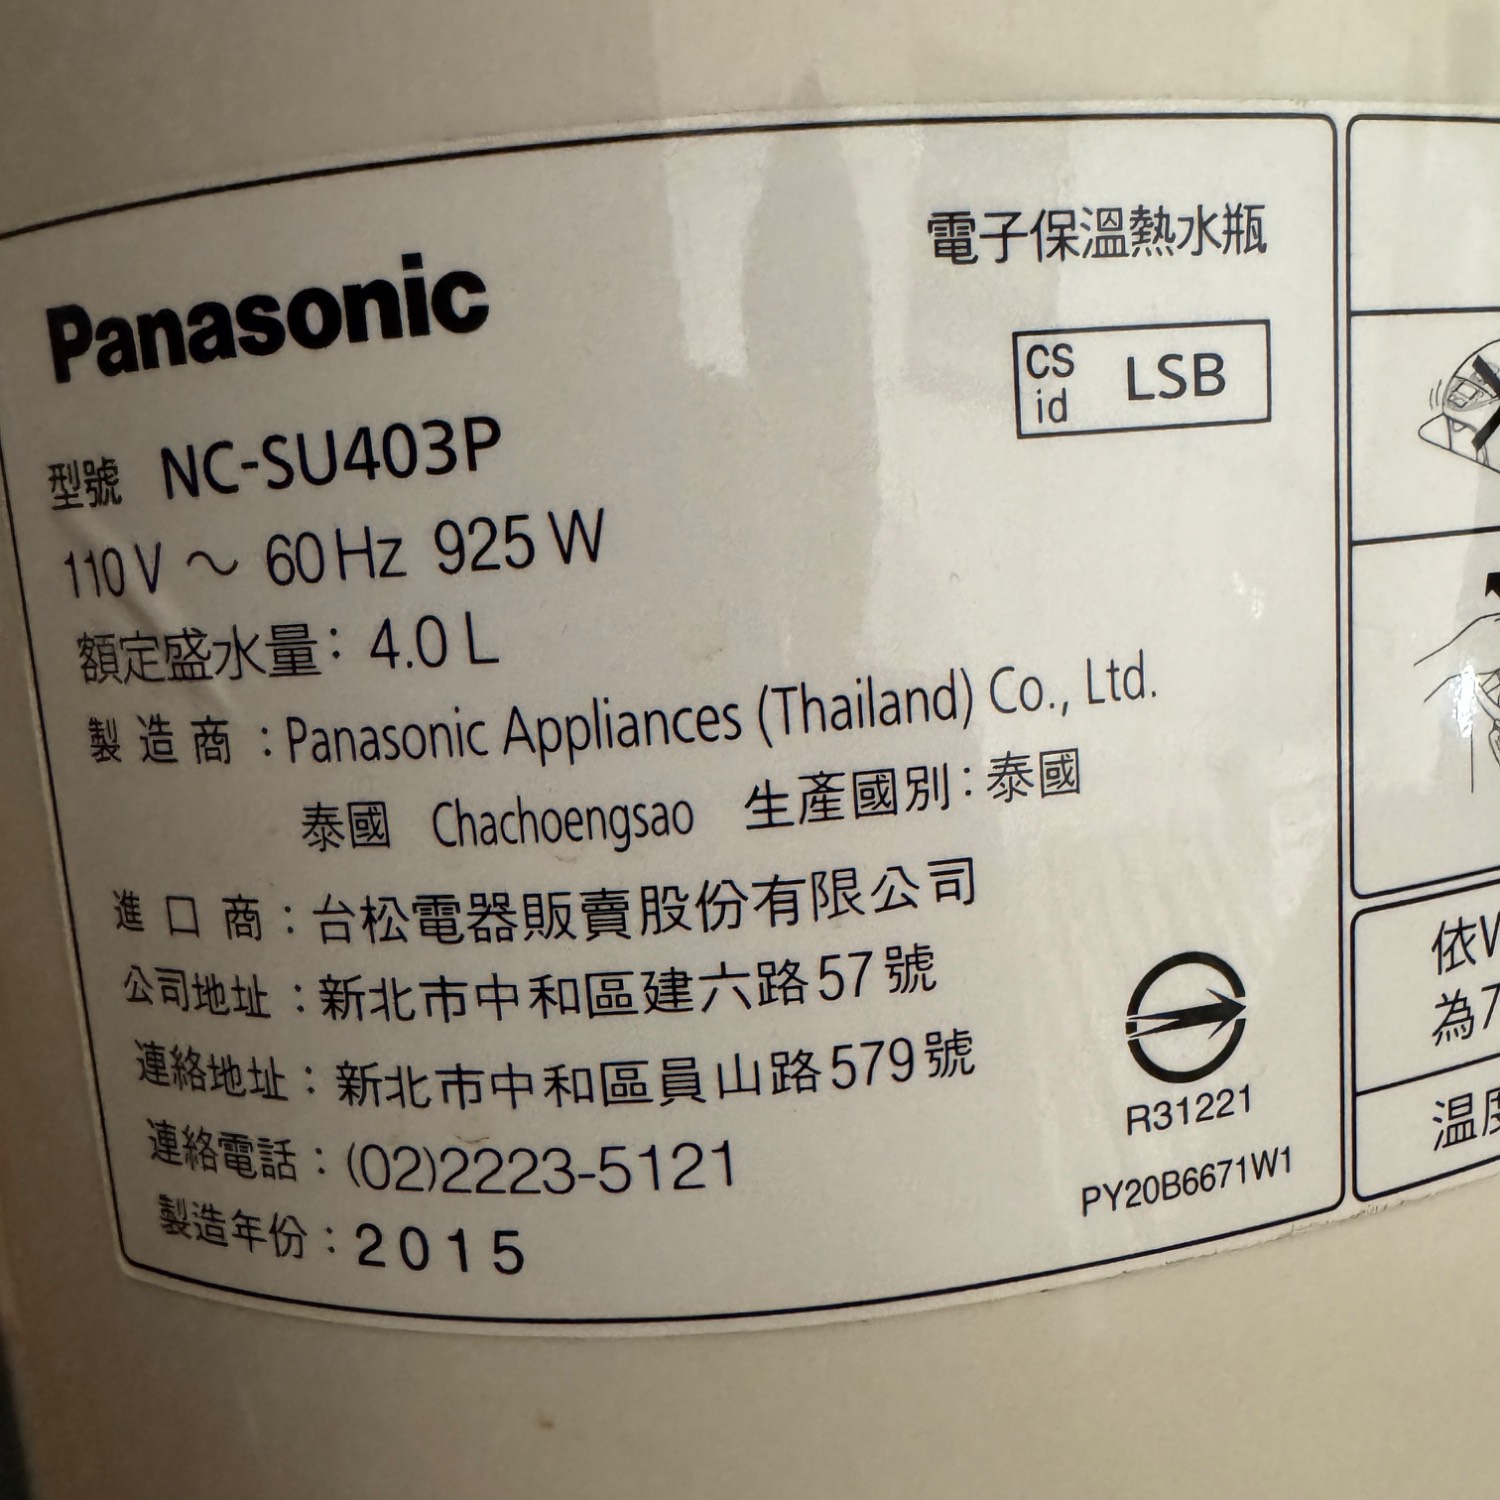 電子保溫熱水瓶
Panasonic
CS id LSB
型號 NC-SU403P
110V ～ 60Hz 925W
額定盛水量：4.0L
製造商：Panasonic Appliances (Thailand) Co., Ltd.
泰國 Chachoengsao 生產國別：泰國
進口商：台松電器販賣股份有限公司
公司地址：新北市中和區建六路57號
連絡地址：新北市中和區員山路579號
連絡電話：(02)2223-5121
製造年份：2015
R31221
PY20B6671W1
依
為7
温度